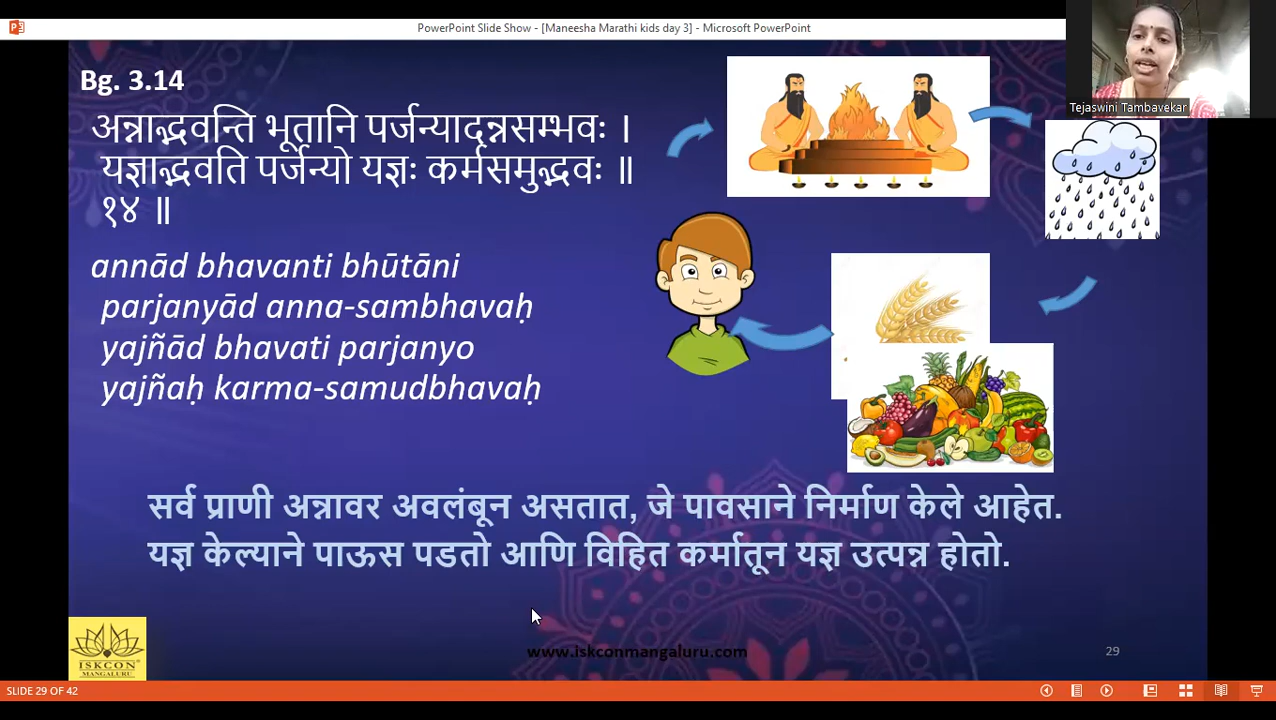 PowerPoint Slide Show - [Maneesha Marathi kids day 3] - Microsoft PowerPoint
Tejaswini Tambavekar
Bg. 3.14
अन्नाद्भवन्ति भूतानि पर्जन्यादन्नसम्भवः ।
यज्ञाद्भवति पर्जन्यो यज्ञः कर्मसमुद्भवः ॥
१४ ॥
annād bhavanti bhūtāni
parjanyād anna-sambhavaḥ
yajñād bhavati parjanyo
yajñaḥ karma-samudbhavaḥ
सर्व प्राणी अन्नावर अवलंबून असतात, जे पावसाने निर्माण केले आहेत.
यज्ञ केल्याने पाऊस पडतो आणि विहित कर्मातून यज्ञ उत्पन्न होतो.
ISKCON
MANGALURU
www.iskconmangaluru.com
29
SLIDE 29 OF 42